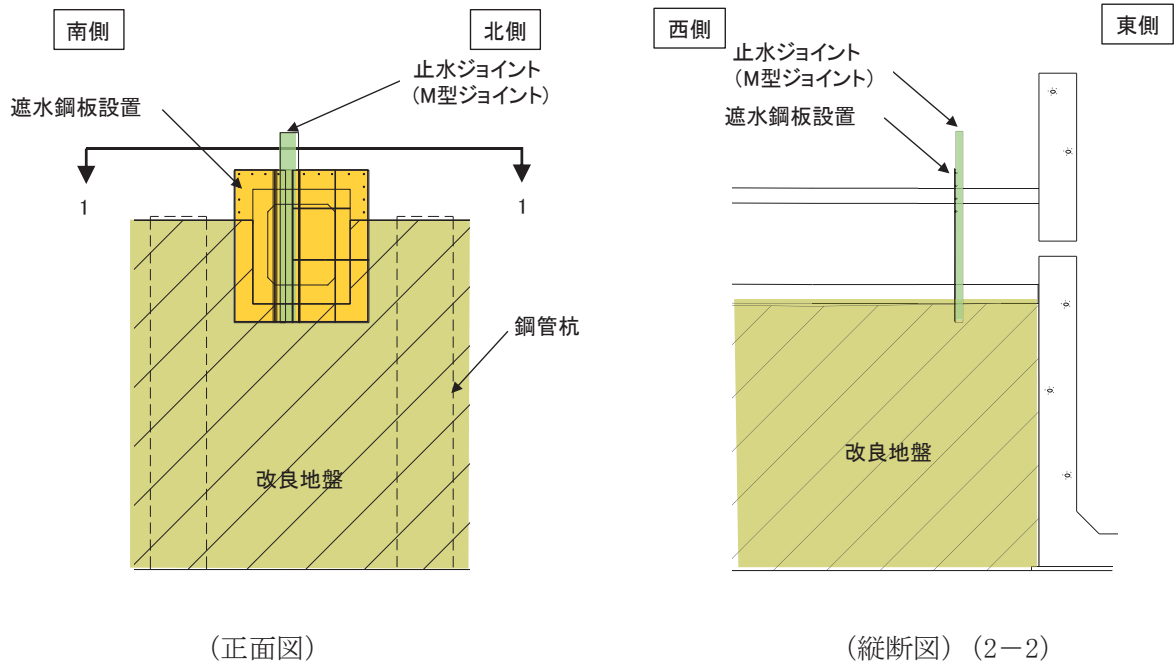 南側
北側
止水ジョイント
（M型ジョイント）
遮水鋼板設置
1
1
鋼管杭
改良地盤
（正面図）
西側
東側
止水ジョイント
（M型ジョイント）
遮水鋼板設置
改良地盤
（縦断図）（2－2）